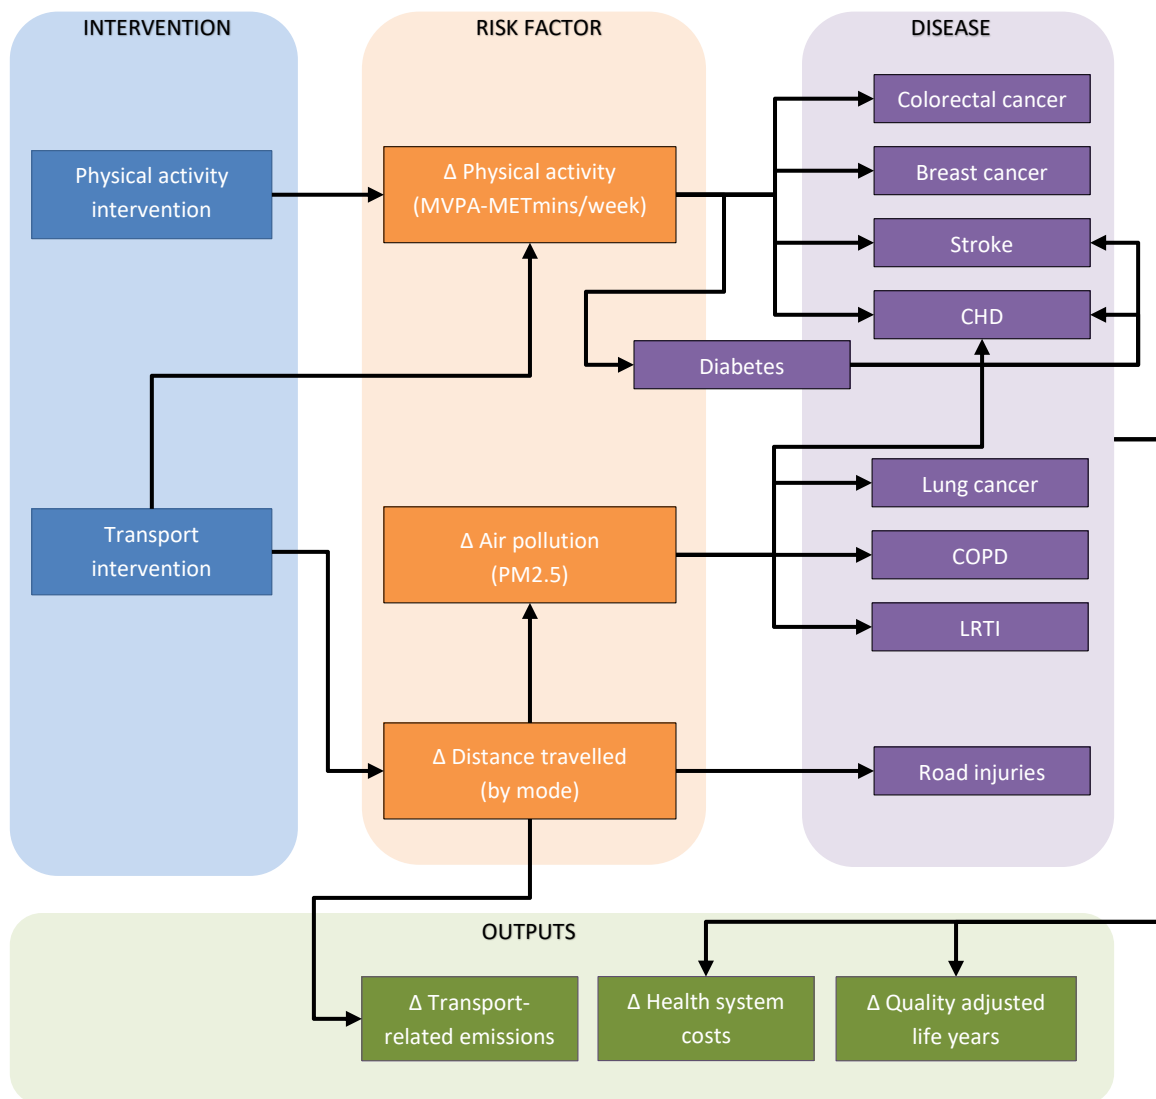 INTERVENTION
RISK FACTOR
DISEASE
Physical activity
intervention
Δ Physical activity
(MVPA-METmins/week)
Colorectal cancer
Breast cancer
Stroke
CHD
Diabetes
Transport
intervention
Δ Air pollution
(PM2.5)
Lung cancer
COPD
LRTI
Δ Distance travelled
(by mode)
Road injuries
OUTPUTS
Δ Transport-
related emissions
Δ Health system
costs
Δ Quality adjusted
life years